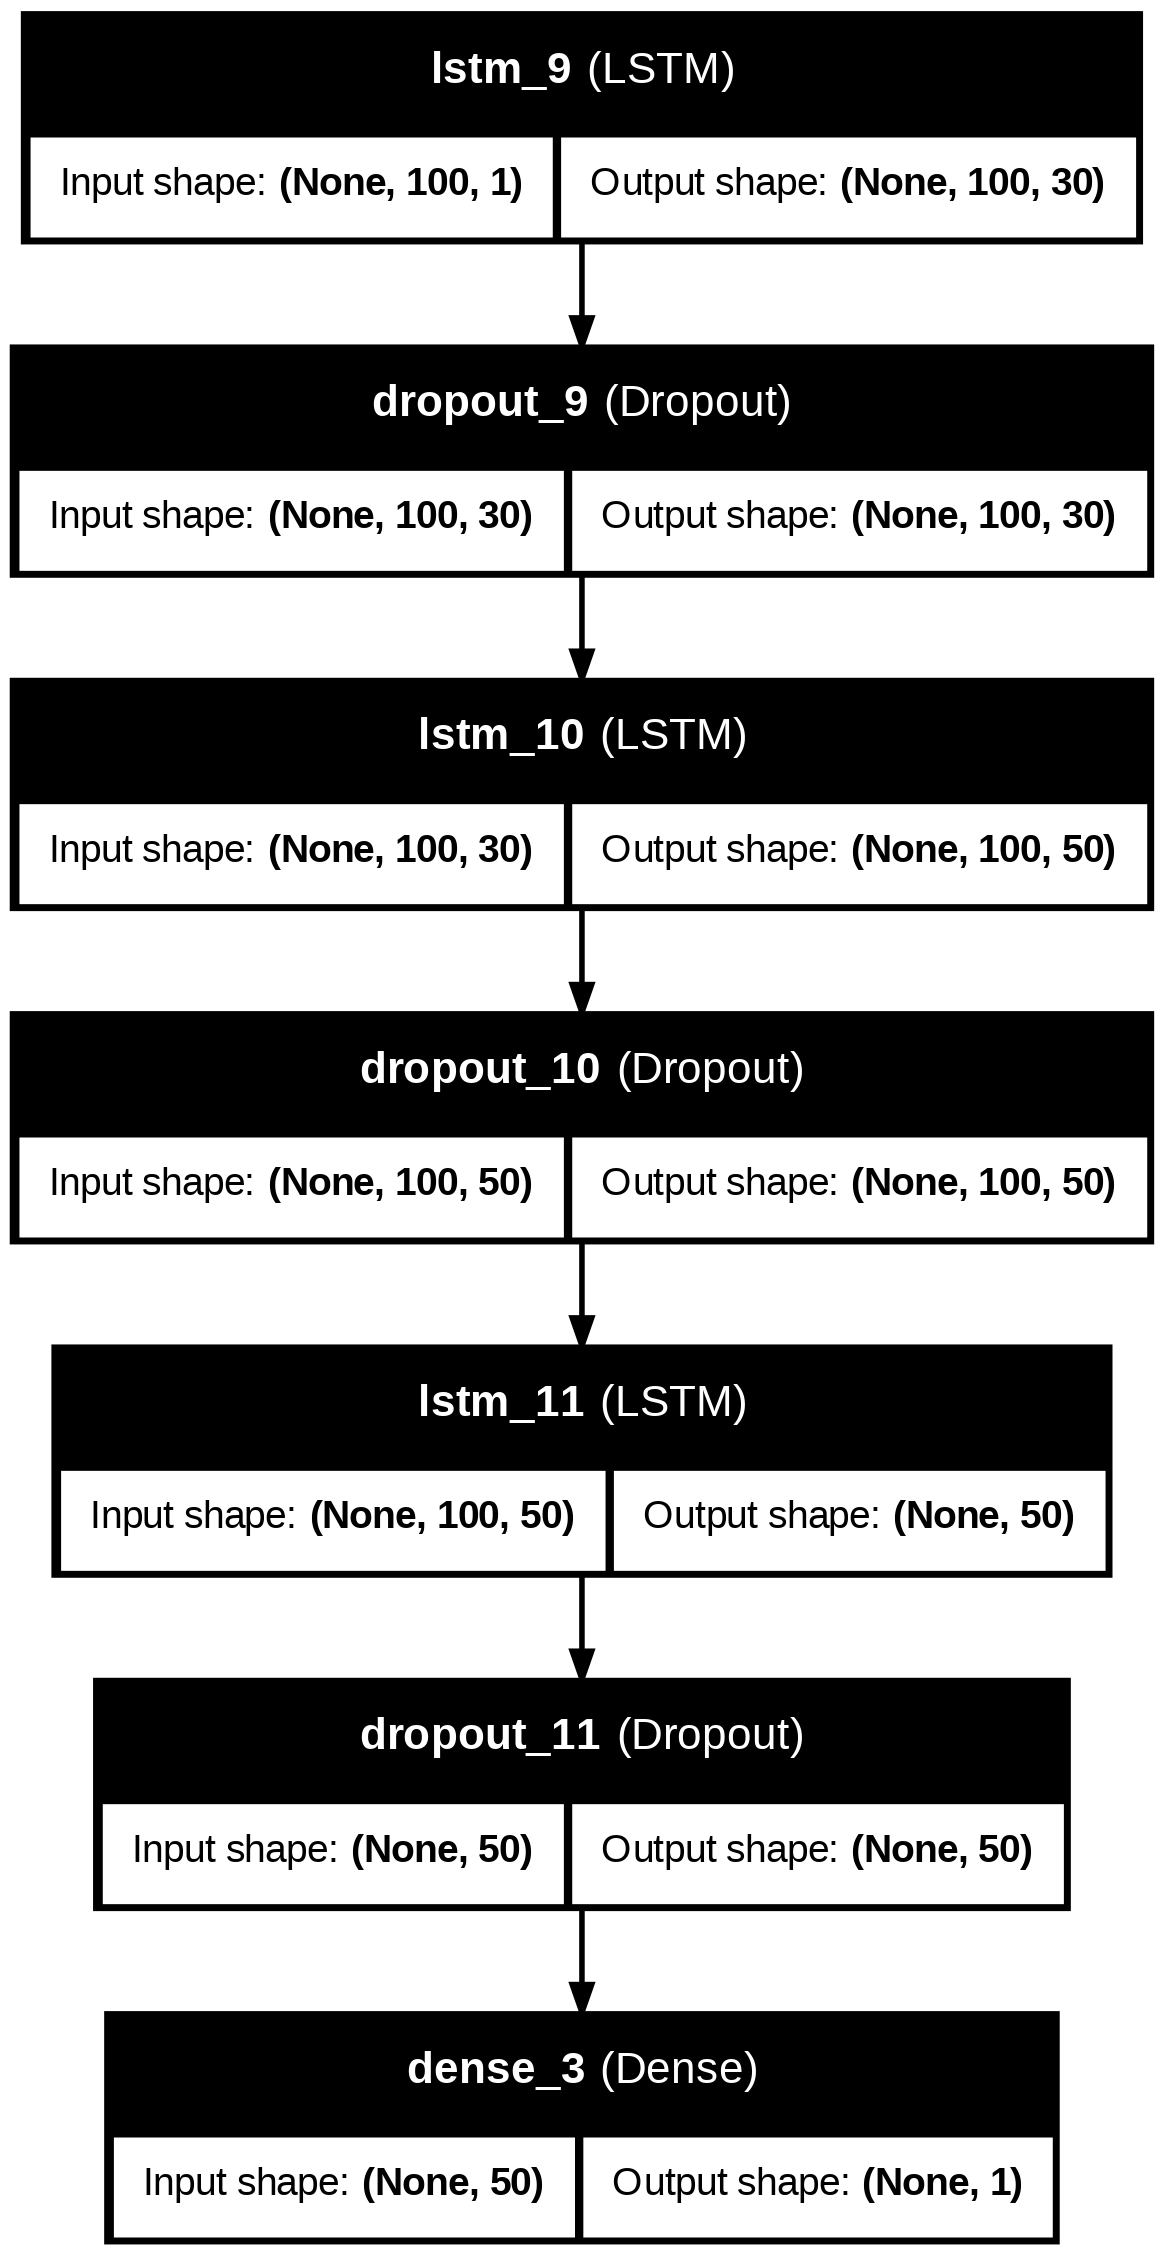 lstm_9 (LSTM)
Input shape: (None, 100, 1) Output shape: (None, 100, 30)
dropout_9 (Dropout)
Input shape: (None, 100, 30) Output shape: (None, 100, 30)
lstm_10 (LSTM)
Input shape: (None, 100, 30) Output shape: (None, 100, 50)
dropout_10 (Dropout)
Input shape: (None, 100, 50) Output shape: (None, 100, 50)
lstm_11 (LSTM)
Input shape: (None, 100, 50) Output shape: (None, 50)
dropout_11 (Dropout)
Input shape: (None, 50) Output shape: (None, 50)
dense_3 (Dense)
Input shape: (None, 50) Output shape: (None, 1)